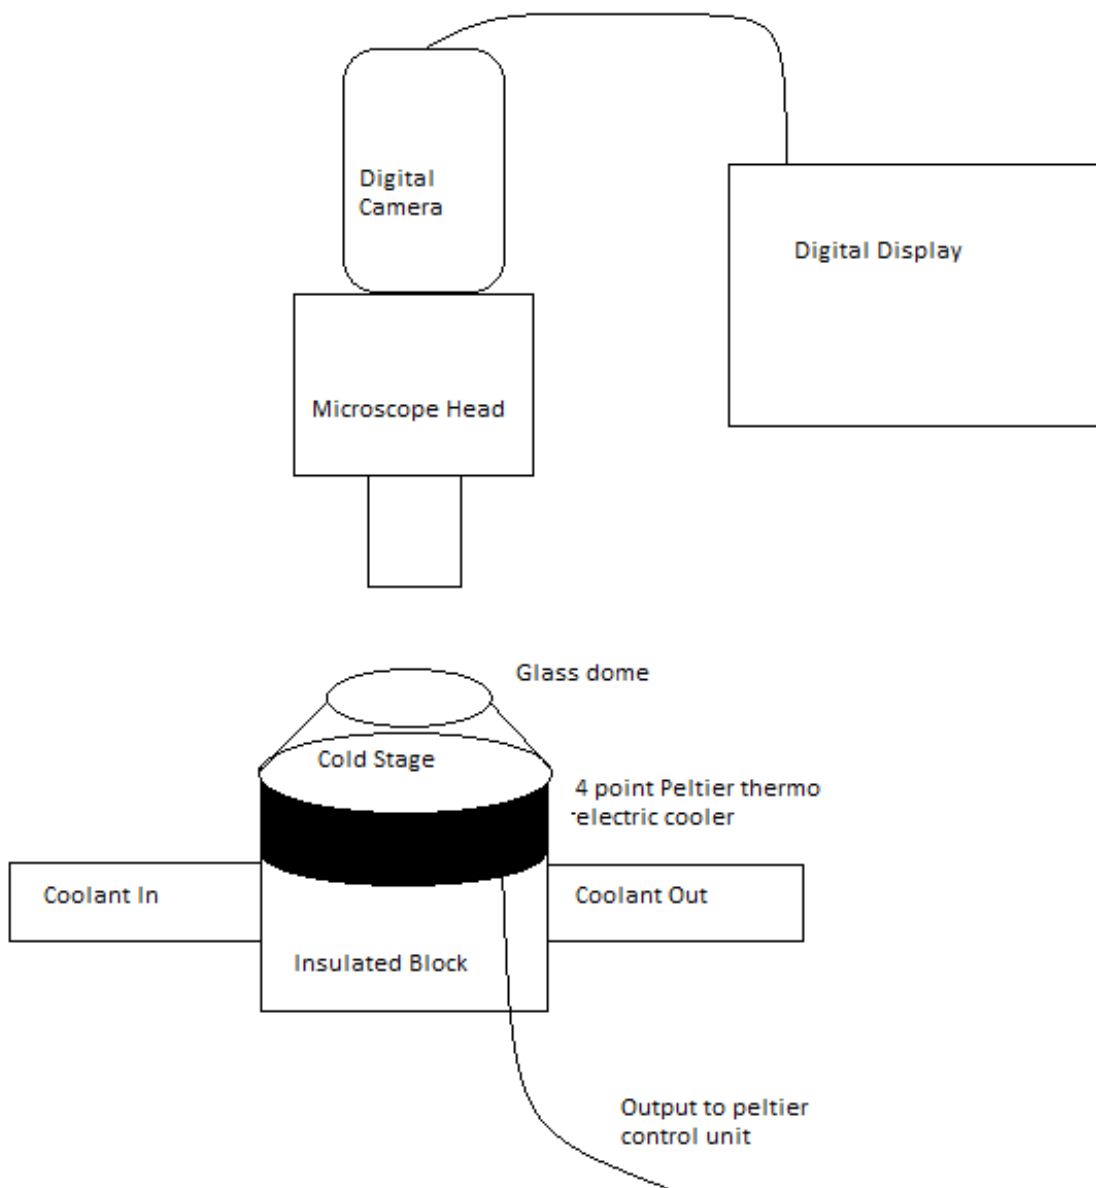 Digital
Camera
Digital Display
Microscope Head
Glass dome
Cold Stage
4 point Peltier thermo
electric cooler
Coolant In
Coolant Out
Insulated Block
Output to peltier
control unit